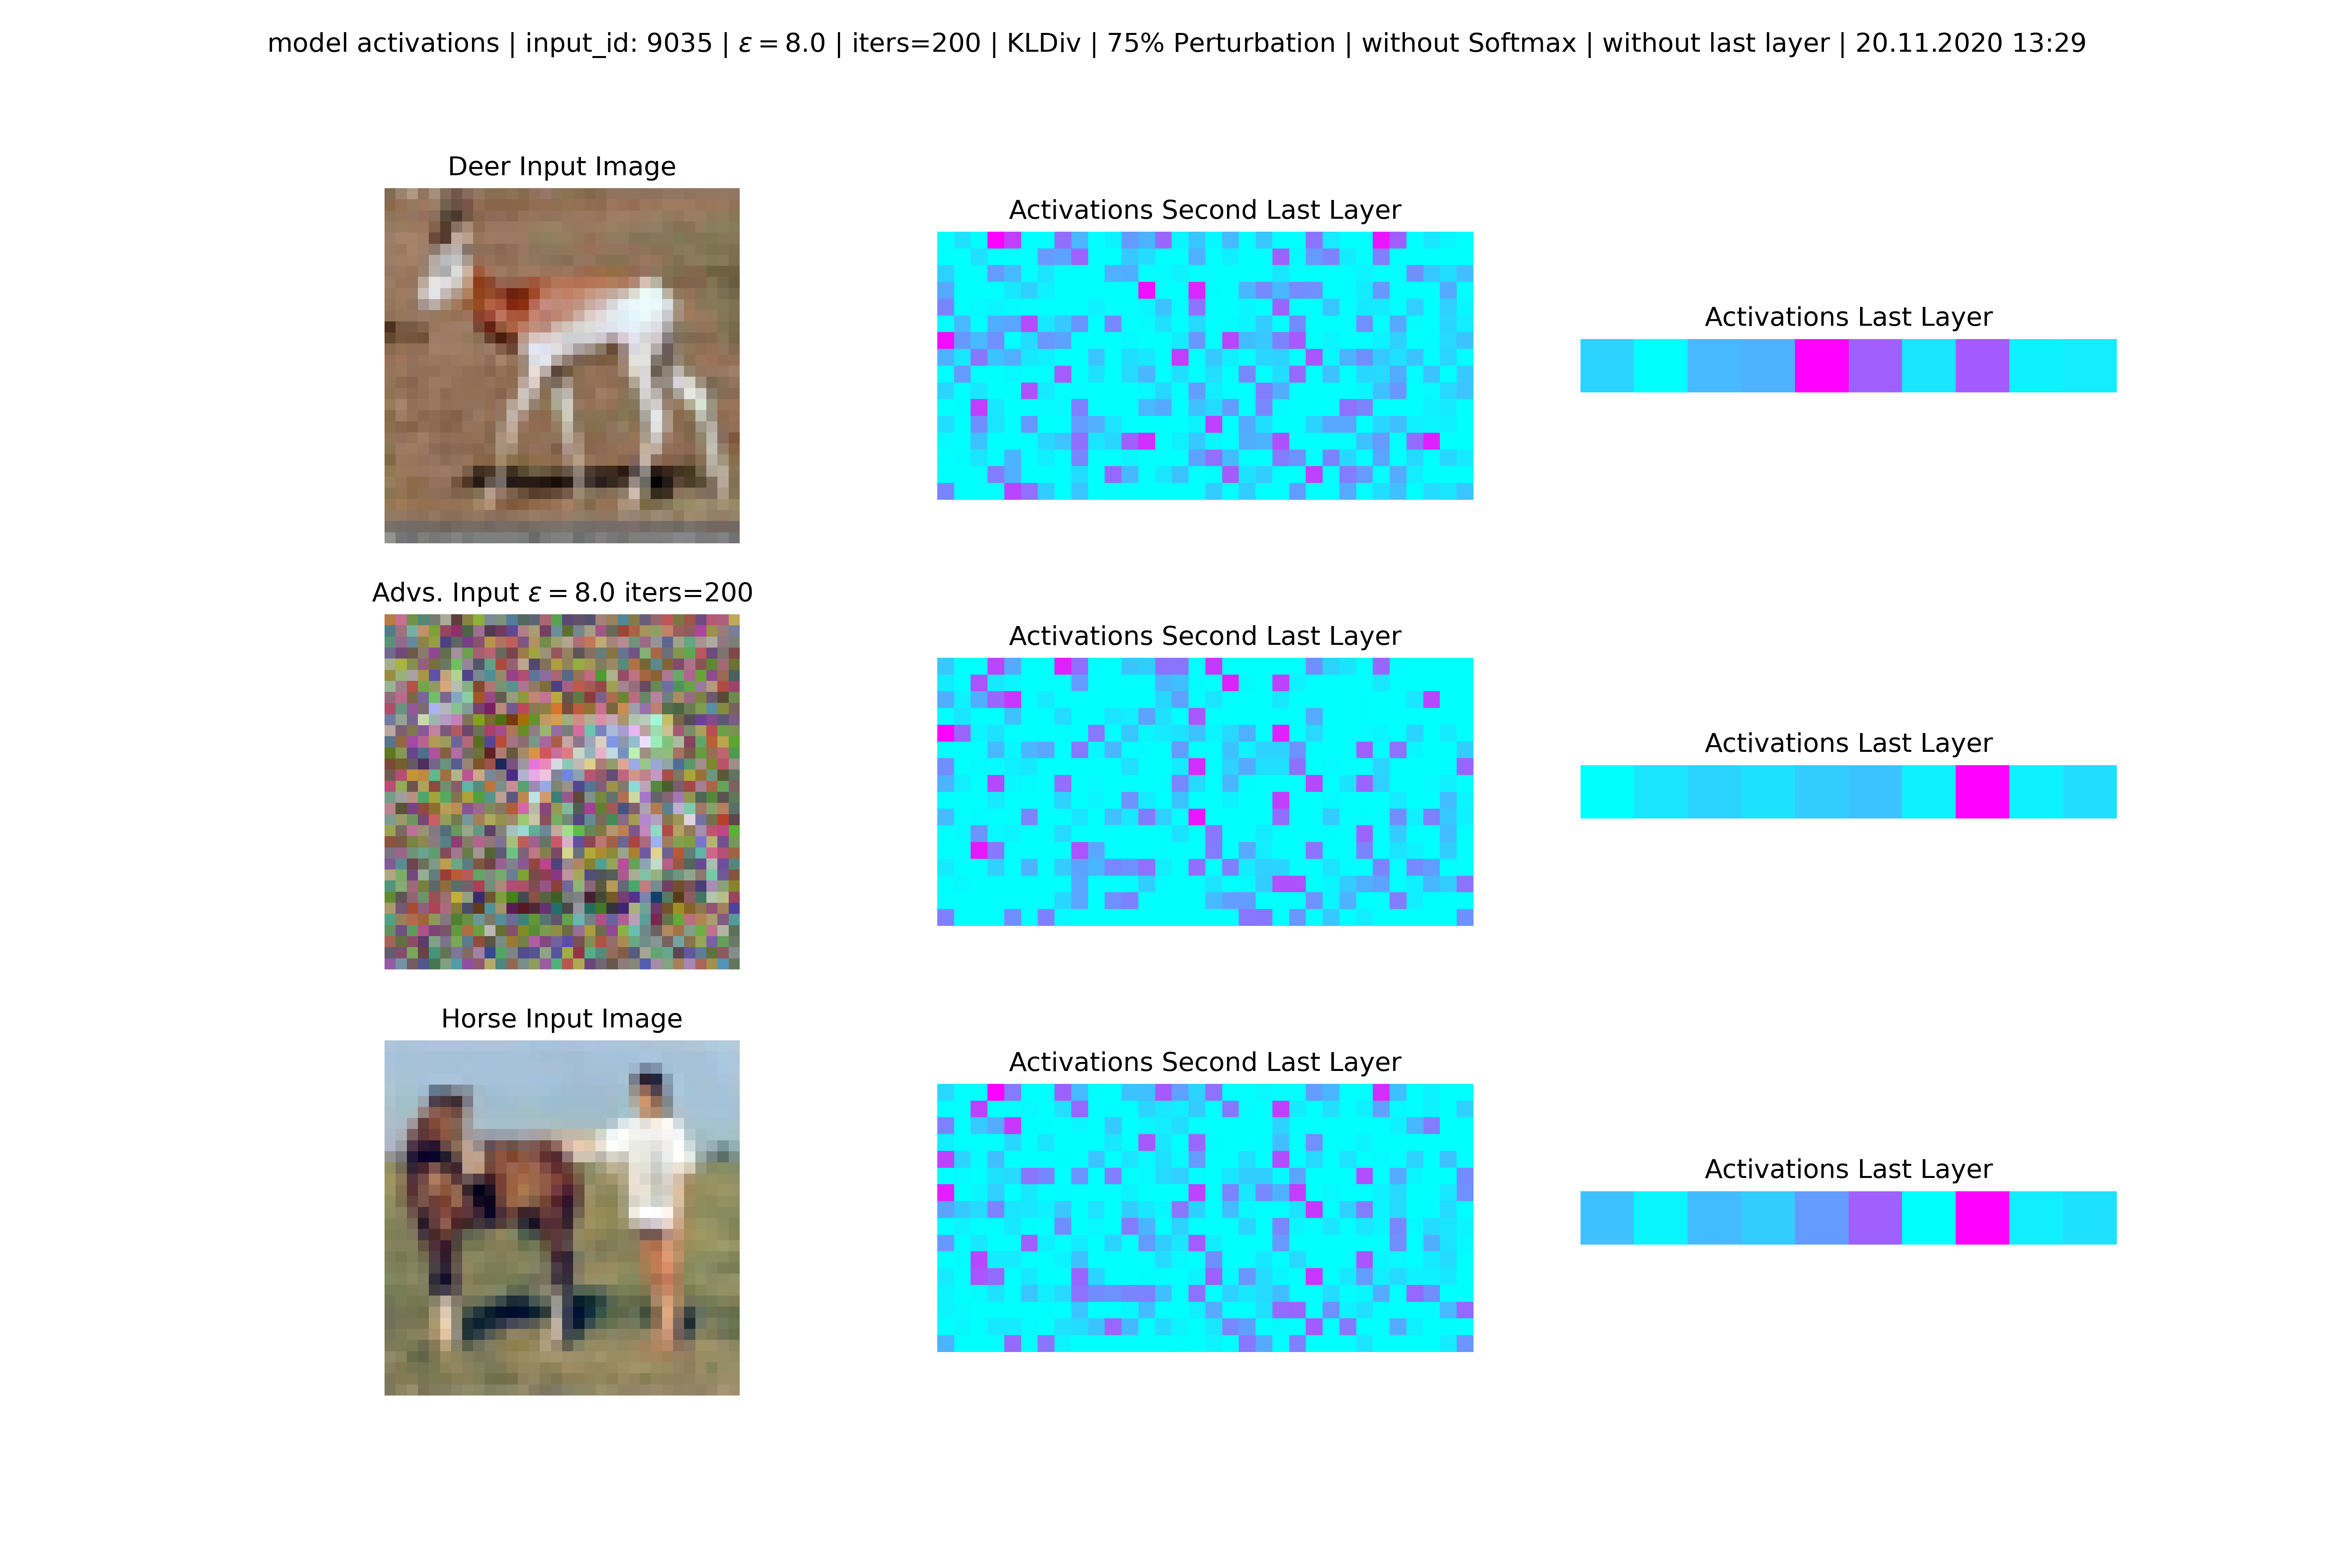 model activations | input_id: 9035 | ε = 8.0 | iters=200 | KLDiv | 75% Perturbation | without Softmax | without last layer | 20.11.2020 13:29
Deer Input Image
Activations Second Last Layer
Activations Last Layer
Advs. Input ε = 8.0 iters=200
Activations Second Last Layer
Activations Last Layer
Horse Input Image
Activations Second Last Layer
Activations Last Layer